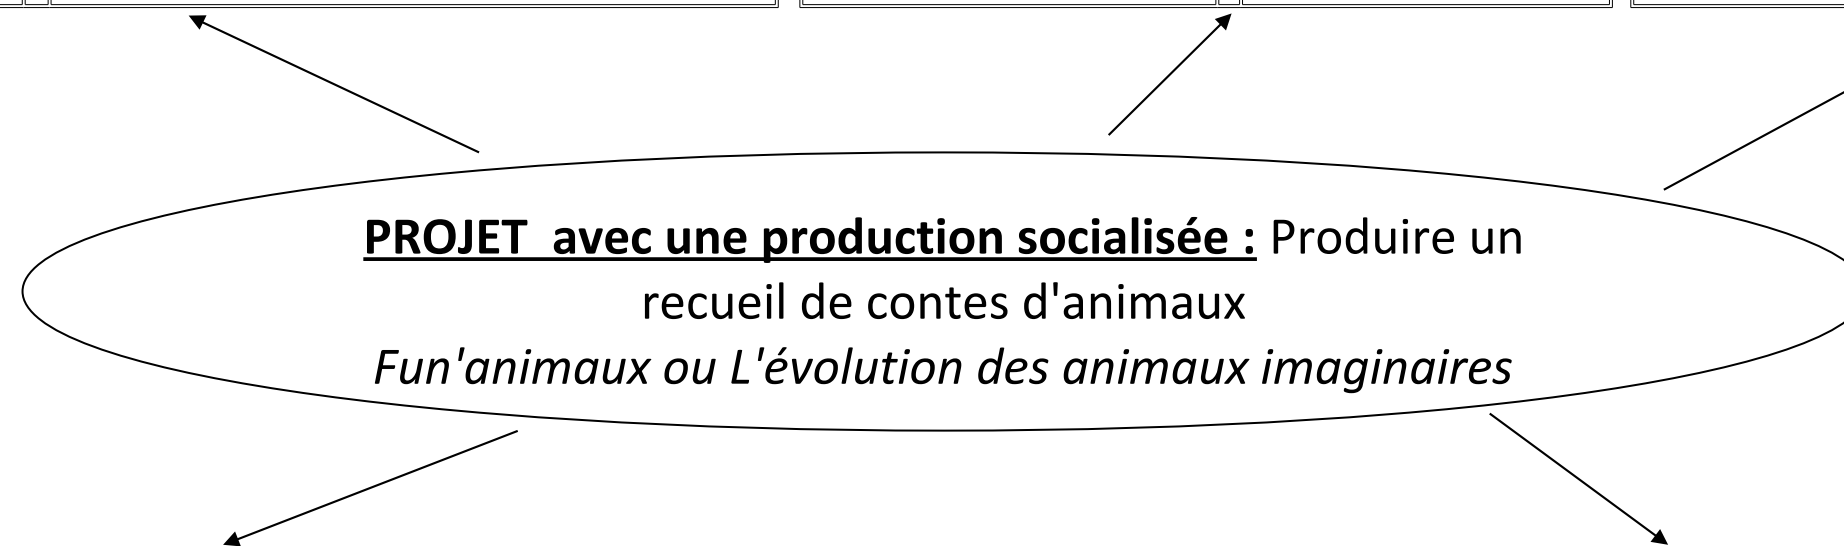 PROJET  avec une production socialisée : Produire un
recueil de contes d'animaux
Fun'animaux ou L'évolution des animaux imaginaires